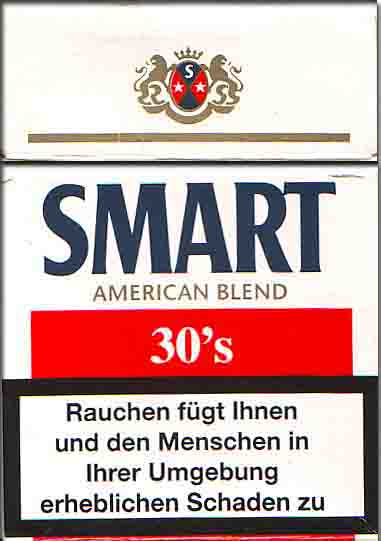 S
SMART
AMERICAN BLEND
30's
Rauchen fügt Ihnen
und den Menschen in
Ihrer Umgebung
erheblichen Schaden zu